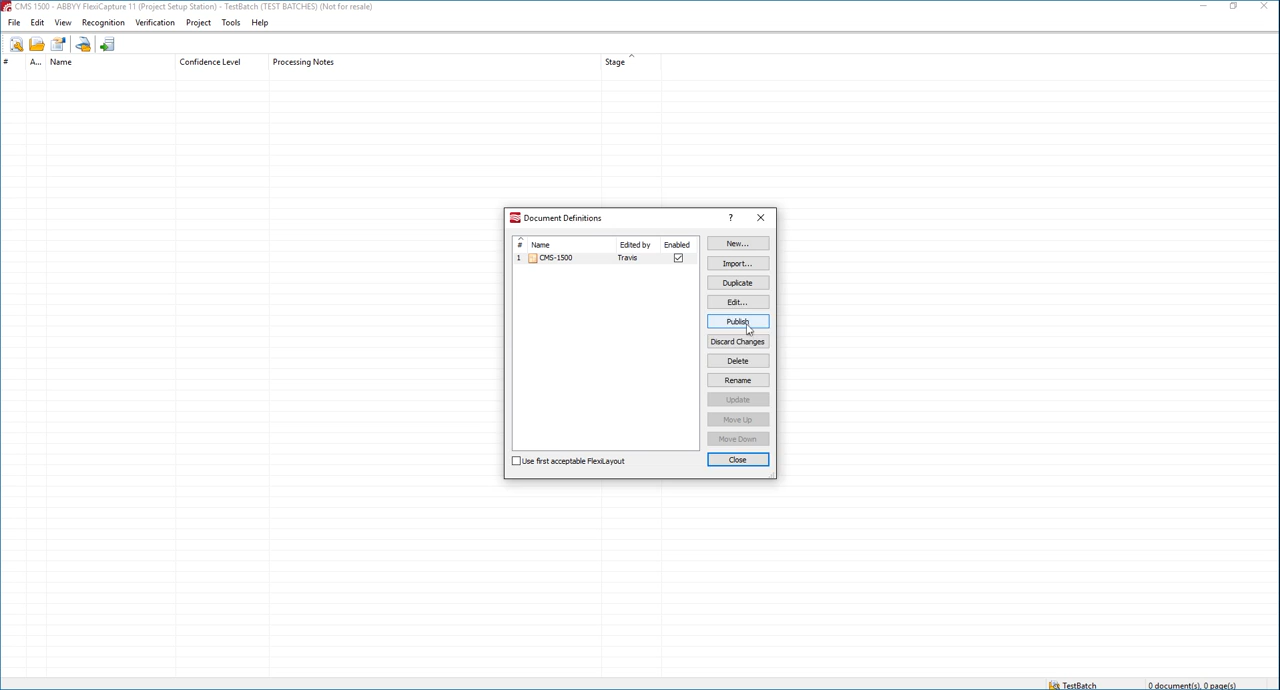 CMS 1500 - ABBYY FlexiCapture 11 (Project Setup Station) - TestBatch (TEST BATCHES) (Not for resale)
File Edit View Verification Recognition Project Tools Help
# A... Name Confidence Level Processing Notes Stage
Document Definitions ?
# Name Edited by Enabled
1 CMS-1500 Travis
New...
Import...
Duplicate
Edit...
Publish
Discard Changes
Delete
Rename
Update
Move Up
Move Down
Use first acceptable FlexiLayout
Close
TestBatch 0 document(s), 0 page(s)